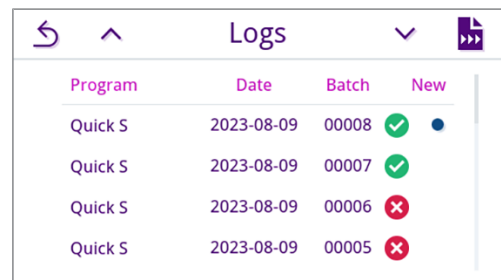 Logs
Program Date Batch New
Quick S 2023-08-09 00008
Quick S 2023-08-09 00007
Quick S 2023-08-09 00006
Quick S 2023-08-09 00005